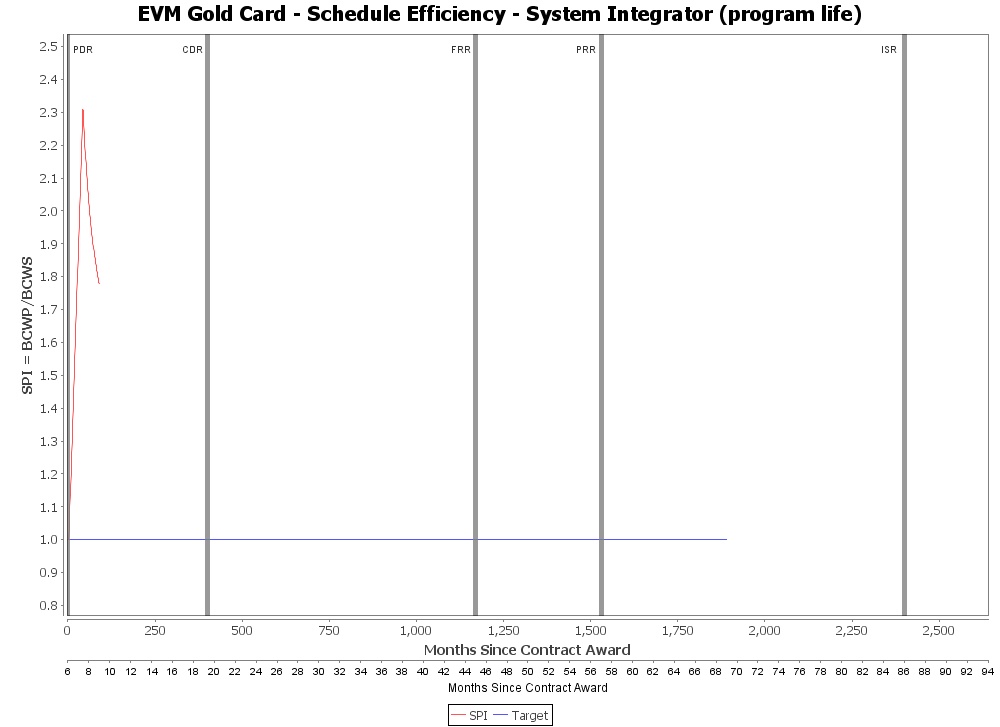 EVM Gold Card - Schedule Efficiency - System Integrator (program life)
PDR CDR FRR PRR ISR
2.5
2.4
2.3
2.2
2.1
2.0
1.9
1.8
1.7
1.6
1.5
1.4
1.3
1.2
1.1
1.0
0.9
0.8
SPI = BCWP/BCWS
0 250 500 750 1,000 1,250 1,500 1,750 2,000 2,250 2,500
Months Since Contract Award
6 8 10 12 14 16 18 20 22 24 26 28 30 32 34 36 38 40 42 44 46 48 50 52 54 56 58 60 62 64 66 68 70 72 74 76 78 80 82 84 86 88 90 92 94
Months Since Contract Award
SPI Target